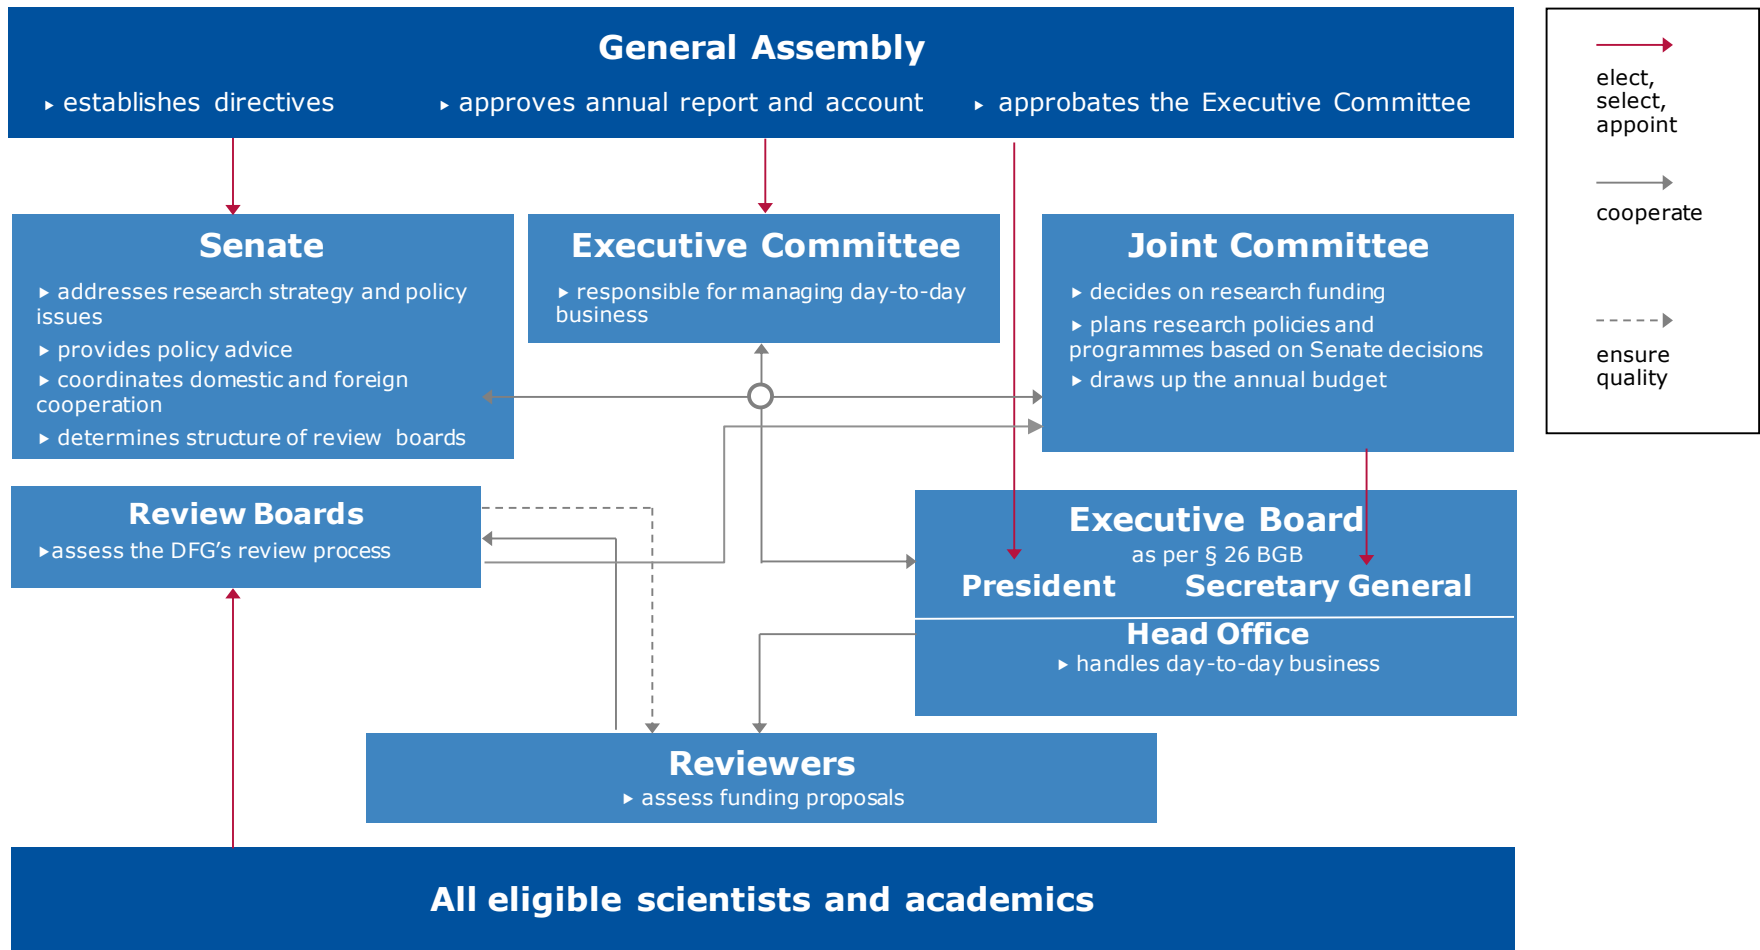 General Assembly
▸ establishes directives
▸ approves annual report and account
▸ approbates the Executive Committee
elect,
select,
appoint
cooperate
ensure
quality
Senate
▸ addresses research strategy and policy
issues
▸ provides policy advice
▸ coordinates domestic and foreign
cooperation
▸ determines structure of review boards
Executive Committee
▸ responsible for managing day-to-day
business
Joint Committee
▸ decides on research funding
▸ plans research policies and
programmes based on Senate decisions
▸ draws up the annual budget
Review Boards
▸ assess the DFG’s review process
Executive Board
as per § 26 BGB
President
Secretary General
Head Office
▸ handles day-to-day business
Reviewers
▸ assess funding proposals
All eligible scientists and academics